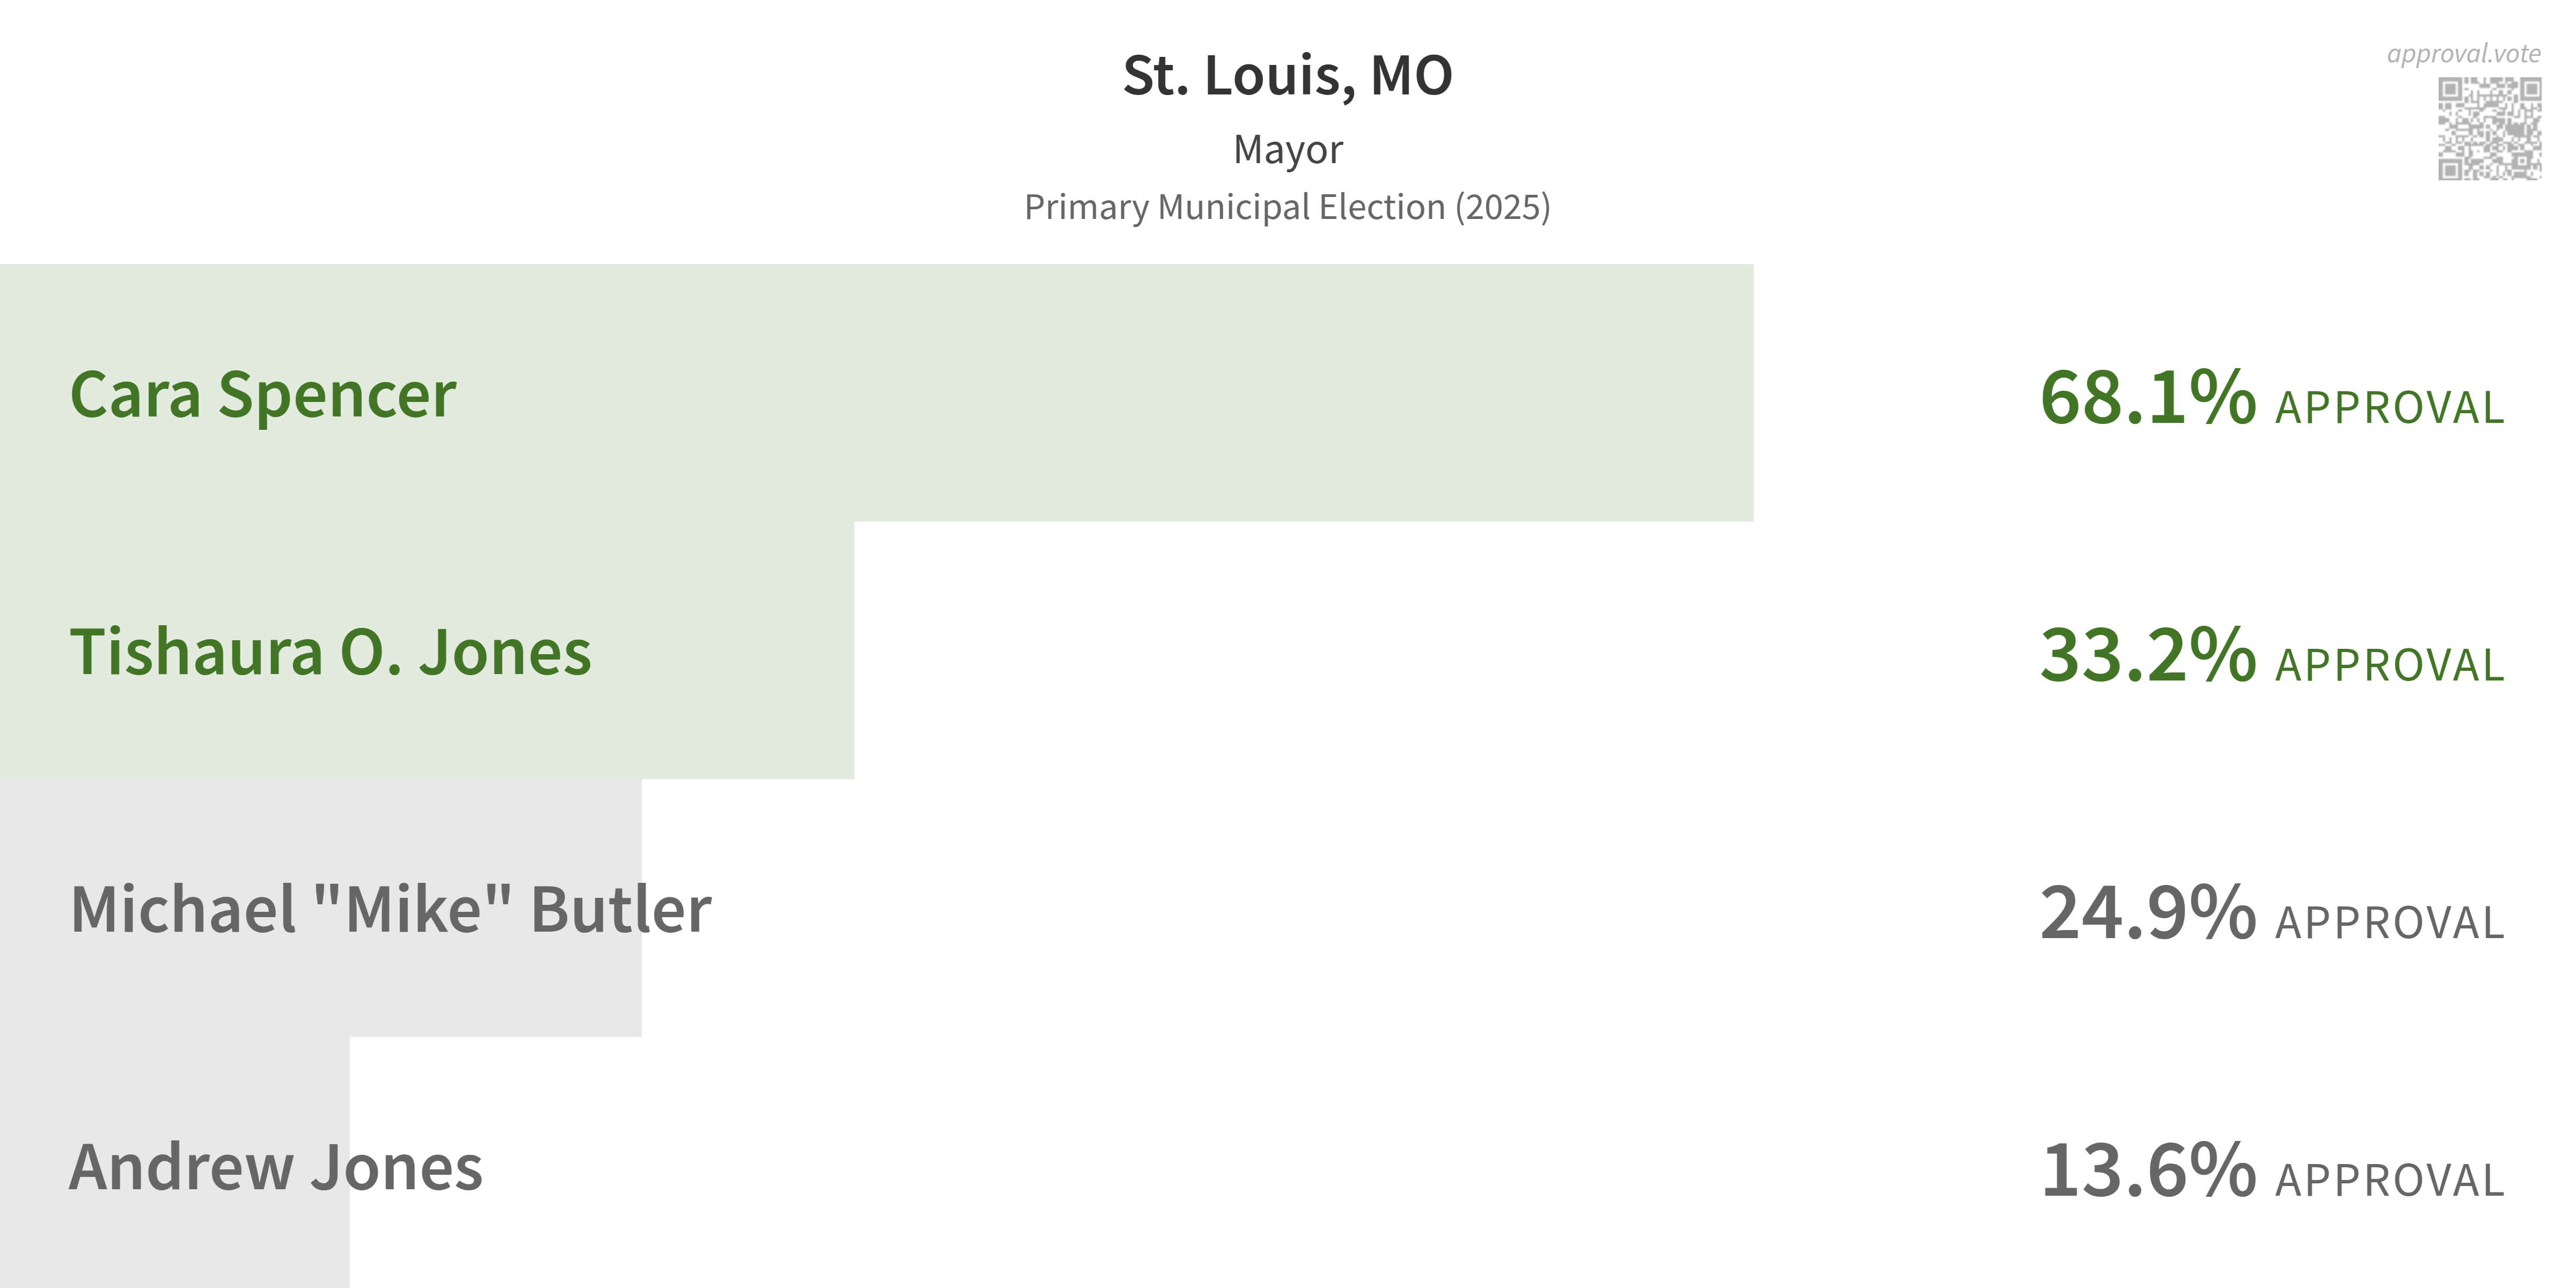 St. Louis, MO
approval.vote
Mayor
Primary Municipal Election (2025)
Cara Spencer 68.1% APPROVAL
Tishaura O. Jones 33.2% APPROVAL
Michael "Mike" Butler 24.9% APPROVAL
Andrew Jones 13.6% APPROVAL